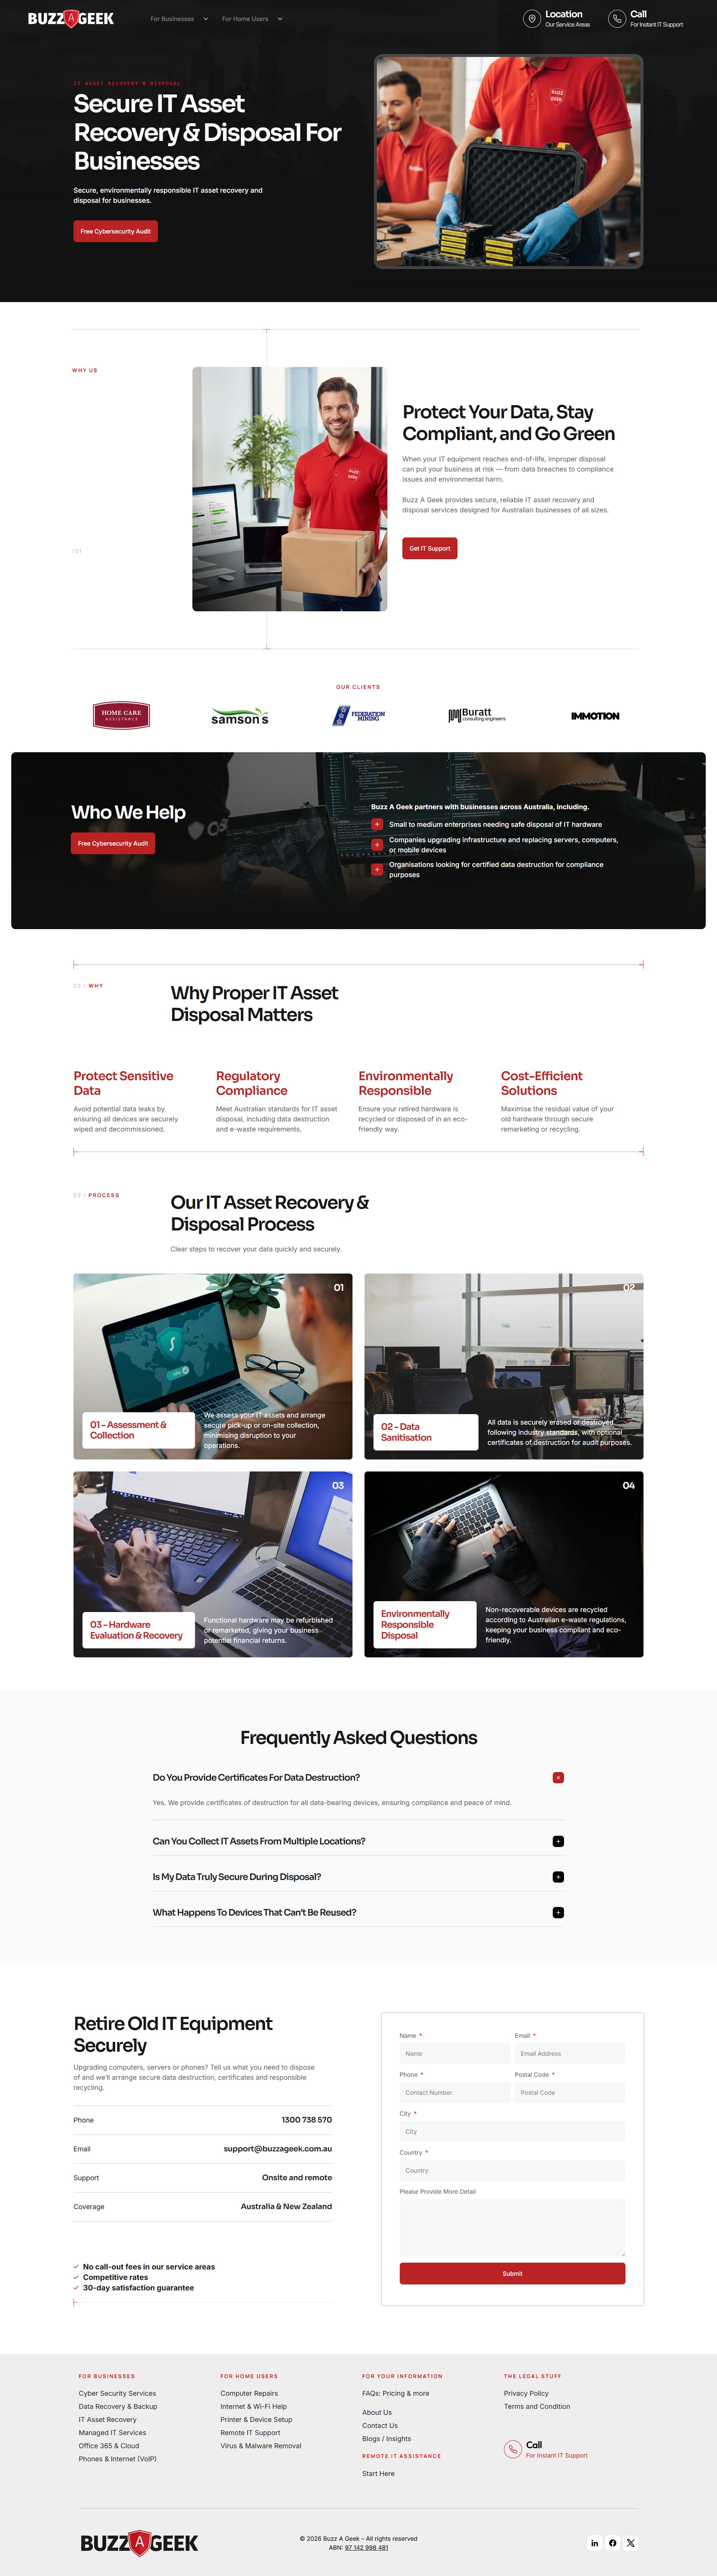 BUZZ A GEEK
For Businesses
For Home Users
Location
Our Service Areas
Call
For Instant IT Support
IT ASSET RECOVERY & DISPOSAL
Secure IT Asset
Recovery & Disposal For
Businesses
Secure, environmentally responsible IT asset recovery and
disposal for businesses.
Free Cybersecurity Audit
BUZZ A GEEK
WHY US
/01
BUZZ A GEEK
Protect Your Data, Stay
Compliant, and Go Green
When your IT equipment reaches end-of-life, improper disposal
can put your business at risk — from data breaches to compliance
issues and environmental harm.
Buzz A Geek provides secure, reliable IT asset recovery and
disposal services designed for Australian businesses of all sizes.
Get IT Support
OUR CLIENTS
HOME CARE
ASSISTANCE
samson's
FEDERATION
MINING
Buratt
consulting engineers
IMMOTION
Who We Help
Free Cybersecurity Audit
Buzz A Geek partners with businesses across Australia, including.
Small to medium enterprises needing safe disposal of IT hardware
Companies upgrading infrastructure and replacing servers, computers,
or mobile devices
Organisations looking for certified data destruction for compliance
purposes
02 / WHY
Why Proper IT Asset
Disposal Matters
Protect Sensitive
Data
Avoid potential data leaks by
ensuring all devices are securely
wiped and decommissioned.
Regulatory
Compliance
Meet Australian standards for IT asset
disposal, including data destruction
and e-waste requirements.
Environmentally
Responsible
Ensure your retired hardware is
recycled or disposed of in an eco-
friendly way.
Cost-Efficient
Solutions
Maximise the residual value of your
old hardware through secure
remarketing or recycling.
03 / PROCESS
Our IT Asset Recovery &
Disposal Process
Clear steps to recover your data quickly and securely.
01
VPN
01 - Assessment &
Collection
We assess your IT assets and arrange
secure pick-up or on-site collection,
minimising disruption to your
operations.
02
02 - Data
Sanitisation
All data is securely erased or destroyed
following industry standards, with optional
certificates of destruction for audit purposes.
03
03 - Hardware
Evaluation & Recovery
Functional hardware may be refurbished
or remarketed, giving your business
potential financial returns.
04
Environmentally
Responsible
Disposal
Non-recoverable devices are recycled
according to Australian e-waste regulations,
keeping your business compliant and eco-
friendly.
Frequently Asked Questions
Do You Provide Certificates For Data Destruction?
Yes. We provide certificates of destruction for all data-bearing devices, ensuring compliance and peace of mind.
Can You Collect IT Assets From Multiple Locations?
Is My Data Truly Secure During Disposal?
What Happens To Devices That Can't Be Reused?
Retire Old IT Equipment
Securely
Upgrading computers, servers or phones? Tell us what you need to dispose
of and we'll arrange secure data destruction, certificates and responsible
recycling.
Phone
1300 738 570
Email
support@buzzageek.com.au
Support
Onsite and remote
Coverage
Australia & New Zealand
No call-out fees in our service areas
Competitive rates
30-day satisfaction guarantee
Name *
Email *
Name
Email Address
Phone *
Postal Code *
Contact Number
Postal Code
City *
City
Country *
Country
Please Provide More Detail
Submit
FOR BUSINESSES
Cyber Security Services
Data Recovery & Backup
IT Asset Recovery
Managed IT Services
Office 365 & Cloud
Phones & Internet (VoIP)
FOR HOME USERS
Computer Repairs
Internet & Wi-Fi Help
Printer & Device Setup
Remote IT Support
Virus & Malware Removal
FOR YOUR INFORMATION
FAQs: Pricing & more
About Us
Contact Us
Blogs / Insights
REMOTE IT ASSISTANCE
Start Here
THE LEGAL STUFF
Privacy Policy
Terms and Condition
Call
For Instant IT Support
BUZZ A GEEK
© 2026 Buzz A Geek – All rights reserved
ABN: 97 142 998 481